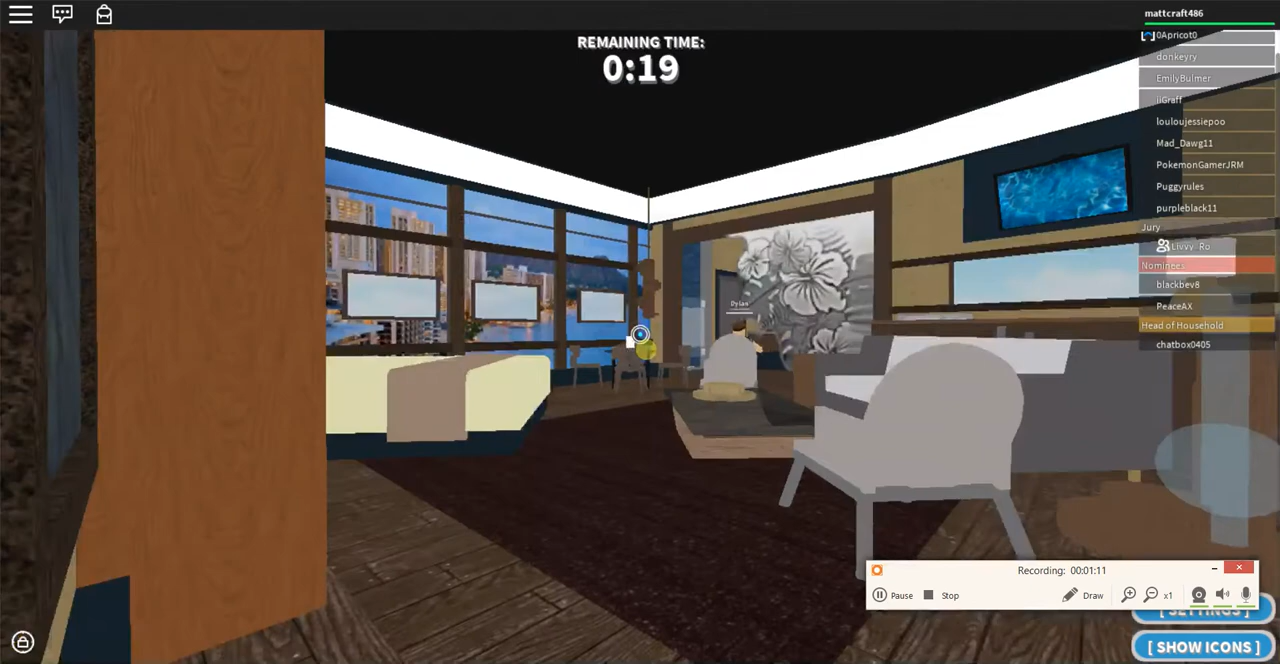 mattcraft486
REMAINING TIME:
0:19
0Apricot0
donkeyry
EmilyBulmer
iiGraff
louloujessiepoo
Mad_Dawg11
PokemonGamerJRM
Puggyrules
purpleblack11
Jury
Livvy_Ro
Nominees
blackbev8
PeaceAX
Head of Household
chatbox0405
Dylan
Recording: 00:01:11
Pause
Stop
Draw
x1
[ SETTINGS ]
[ SHOW ICONS ]